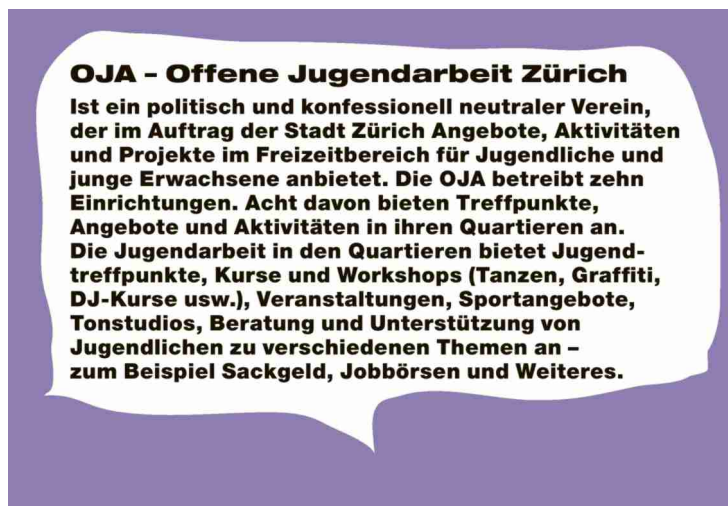 OJA – Offene Jugendarbeit Zürich
Ist ein politisch und konfessionell neutraler Verein,
der im Auftrag der Stadt Zürich Angebote, Aktivitäten
und Projekte im Freizeitbereich für Jugendliche und
junge Erwachsene anbietet. Die OJA betreibt zehn
Einrichtungen. Acht davon bieten Treffpunkte,
Angebote und Aktivitäten in ihren Quartieren an.
Die Jugendarbeit in den Quartieren bietet Jugend-
treffpunkte, Kurse und Workshops (Tanzen, Graffiti,
DJ-Kurse usw.), Veranstaltungen, Sportangebote,
Tonstudios, Beratung und Unterstützung von
Jugendlichen zu verschiedenen Themen an –
zum Beispiel Sackgeld, Jobbörsen und Weiteres.